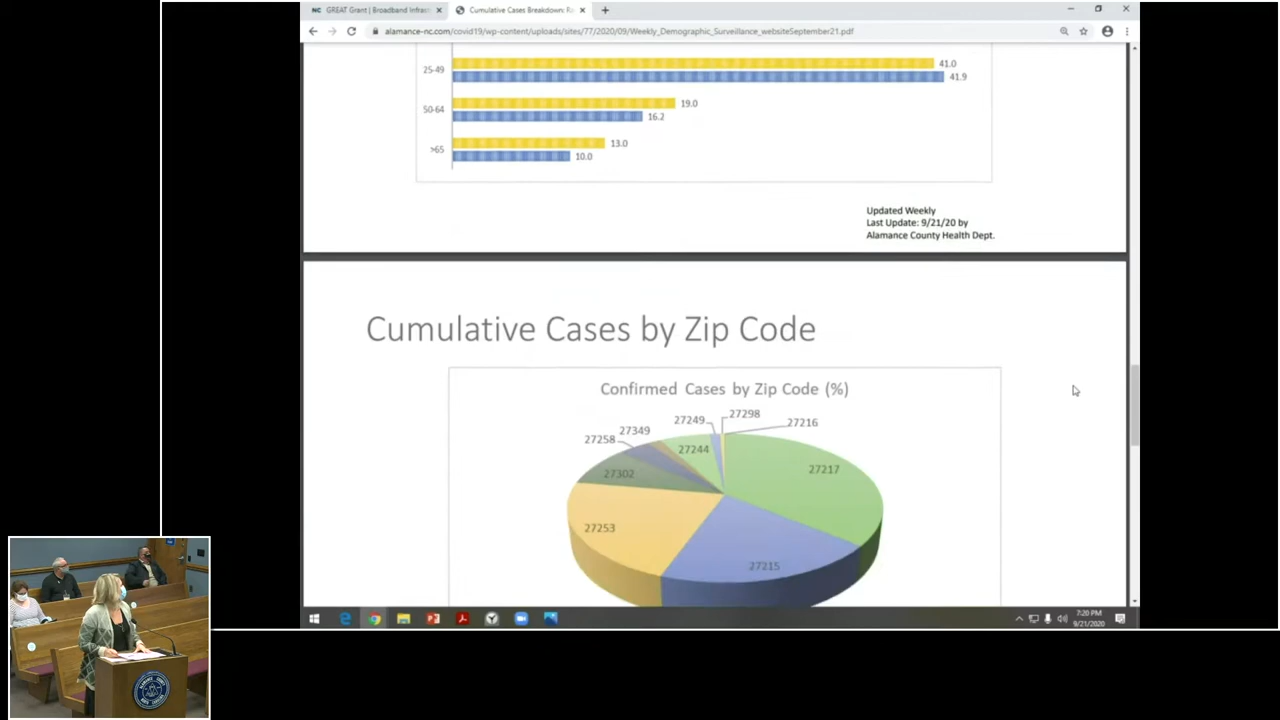 GREAT Grant | Broadband Infrast
Cumulative Cases Breakdown: Ra
alamance-nc.com/covid19/wp-content/uploads/sites/77/2020/09/Weekly_Demographic_Surveillance_websiteSeptember21.pdf
25-49
41.0
41.9
50-64
19.0
16.2
>65
13.0
10.0
Updated Weekly
Last Update: 9/21/20 by
Alamance County Health Dept.
Cumulative Cases by Zip Code
Confirmed Cases by Zip Code (%)
27298
27249
27216
27349
27258
27244
27217
27302
27253
27215
7:20 PM
9/21/2020